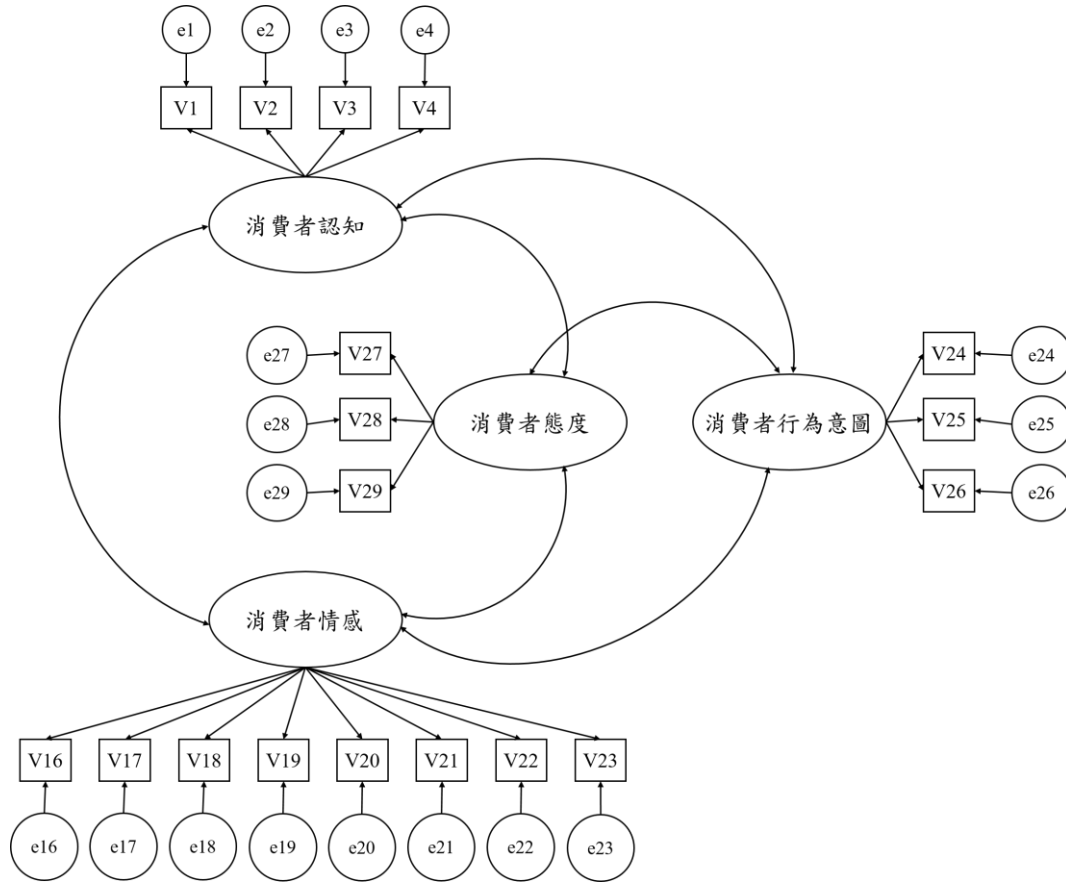 e1 e2 e3 e4
V1 V2 V3 V4
消費者認知
e27 V27 V24 e24
e28 V28 消費者態度 消費者行為意圖 V25 e25
e29 V29 V26 e26
消費者情感
V16 V17 V18 V19 V20 V21 V22 V23
e16 e17 e18 e19 e20 e21 e22 e23